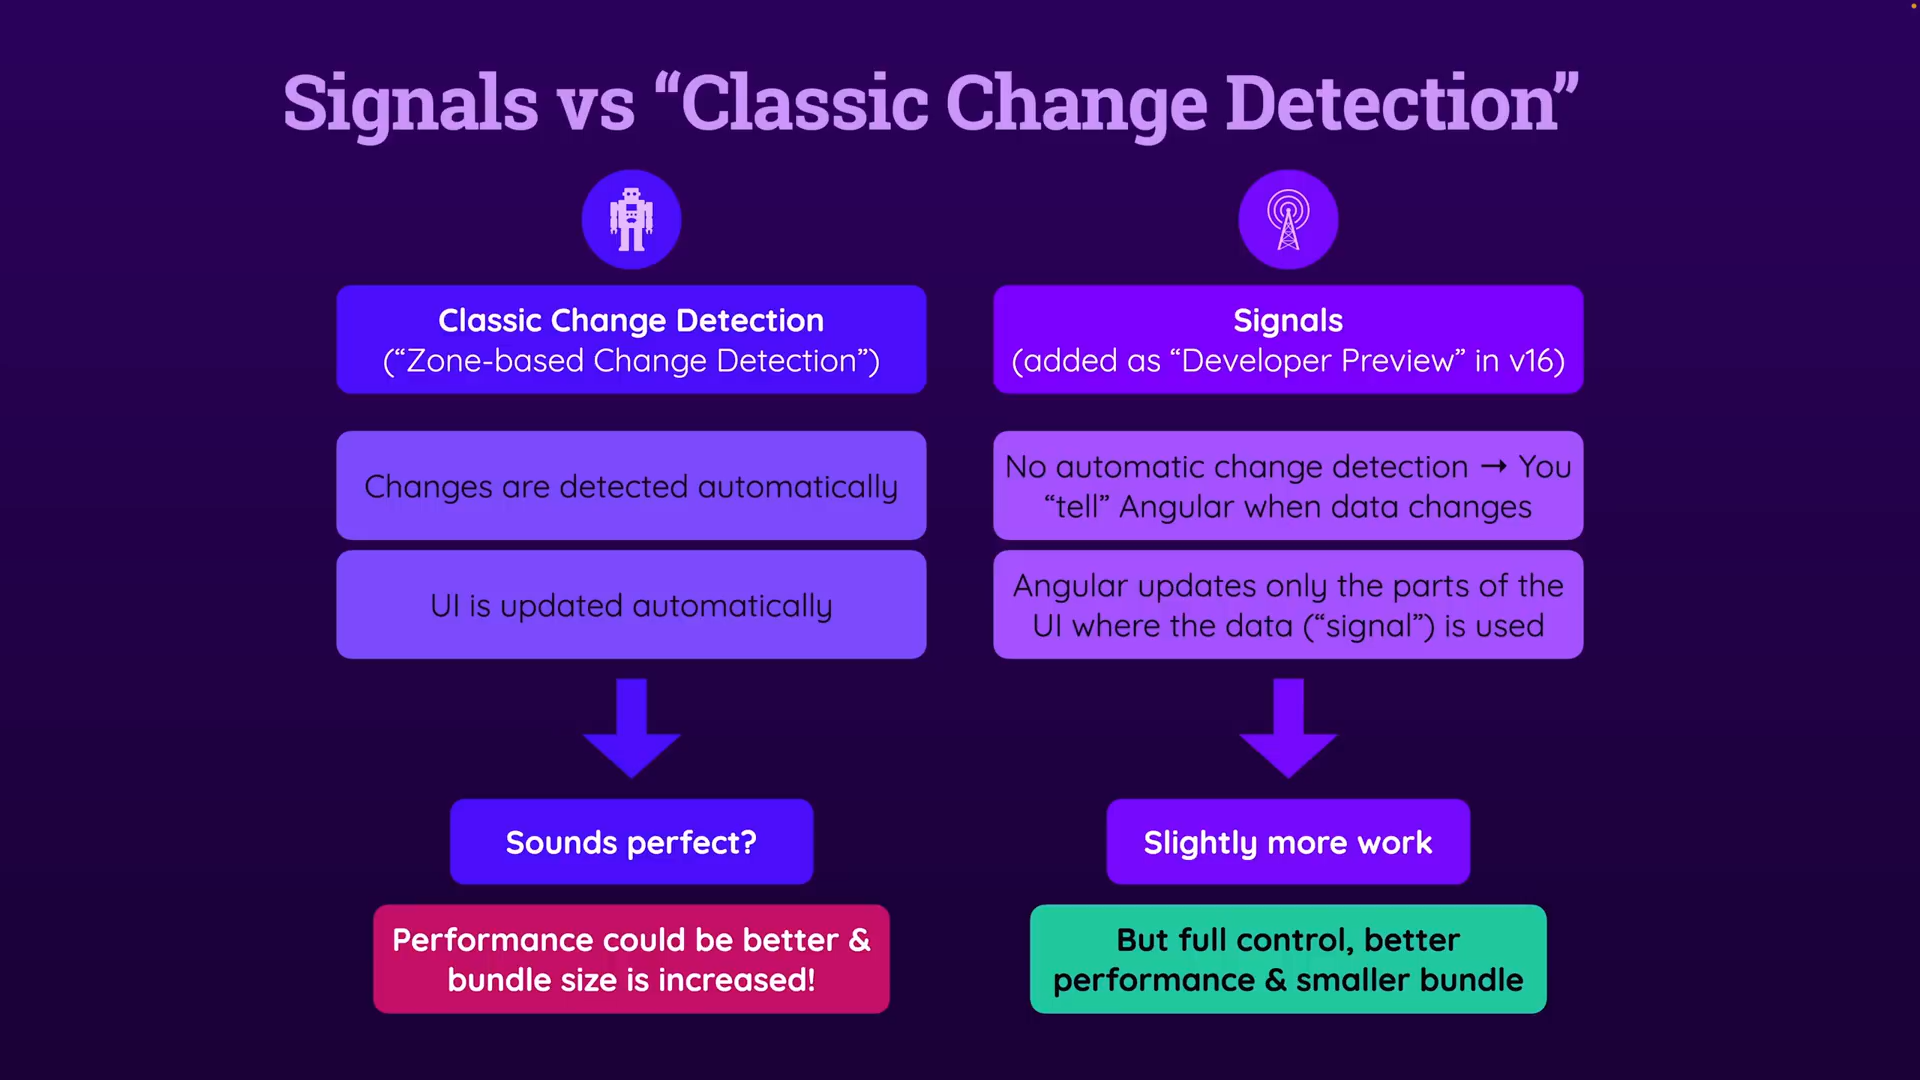 Signals vs “Classic Change Detection”
Classic Change Detection
(“Zone-based Change Detection”)
Changes are detected automatically
UI is updated automatically
Sounds perfect?
Performance could be better &
bundle size is increased!
Signals
(added as “Developer Preview” in v16)
No automatic change detection → You
“tell” Angular when data changes
Angular updates only the parts of the
UI where the data (“signal”) is used
Slightly more work
But full control, better
performance & smaller bundle